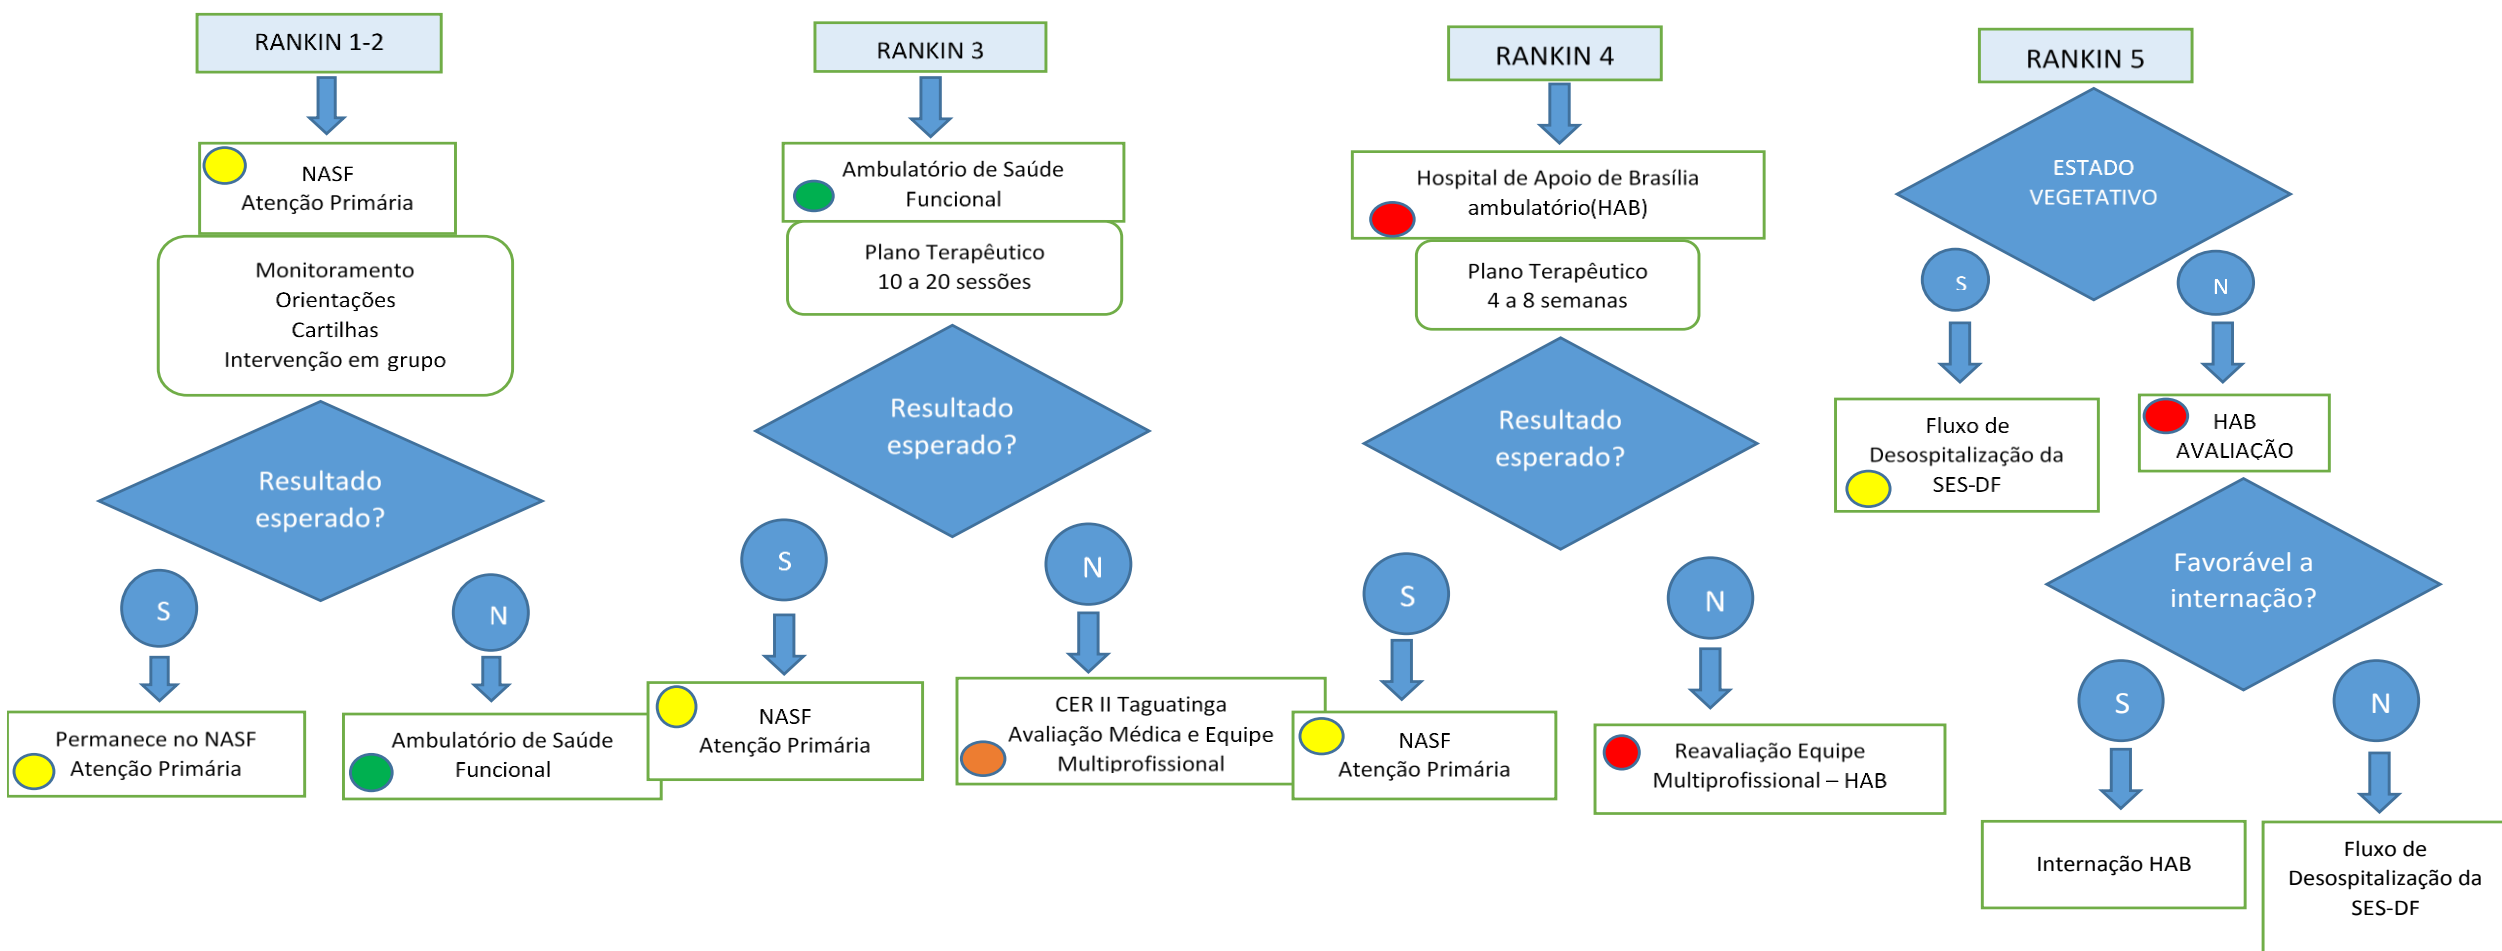 RANKIN 1-2
NASF
Atenção Primária
Monitoramento
Orientações
Cartilhas
Intervenção em grupo
Resultado
esperado?
S
N
Permanece no NASF
Atenção Primária
Ambulatório de Saúde
Funcional
RANKIN 3
Ambulatório de Saúde
Funcional
Plano Terapêutico
10 a 20 sessões
Resultado
esperado?
S
N
NASF
Atenção Primária
CER II Taguatinga
Avaliação Médica e Equipe
Multiprofissional
RANKIN 4
Hospital de Apoio de Brasília
ambulatório(HAB)
Plano Terapêutico
4 a 8 semanas
Resultado
esperado?
S
N
NASF
Atenção Primária
Reavaliação Equipe
Multiprofissional – HAB
RANKIN 5
ESTADO
VEGETATIVO
S
N
Fluxo de
Desospitalização da
SES-DF
HAB
AVALIAÇÃO
Favorável a
internação?
S
N
Internação HAB
Fluxo de
Desospitalização da
SES-DF